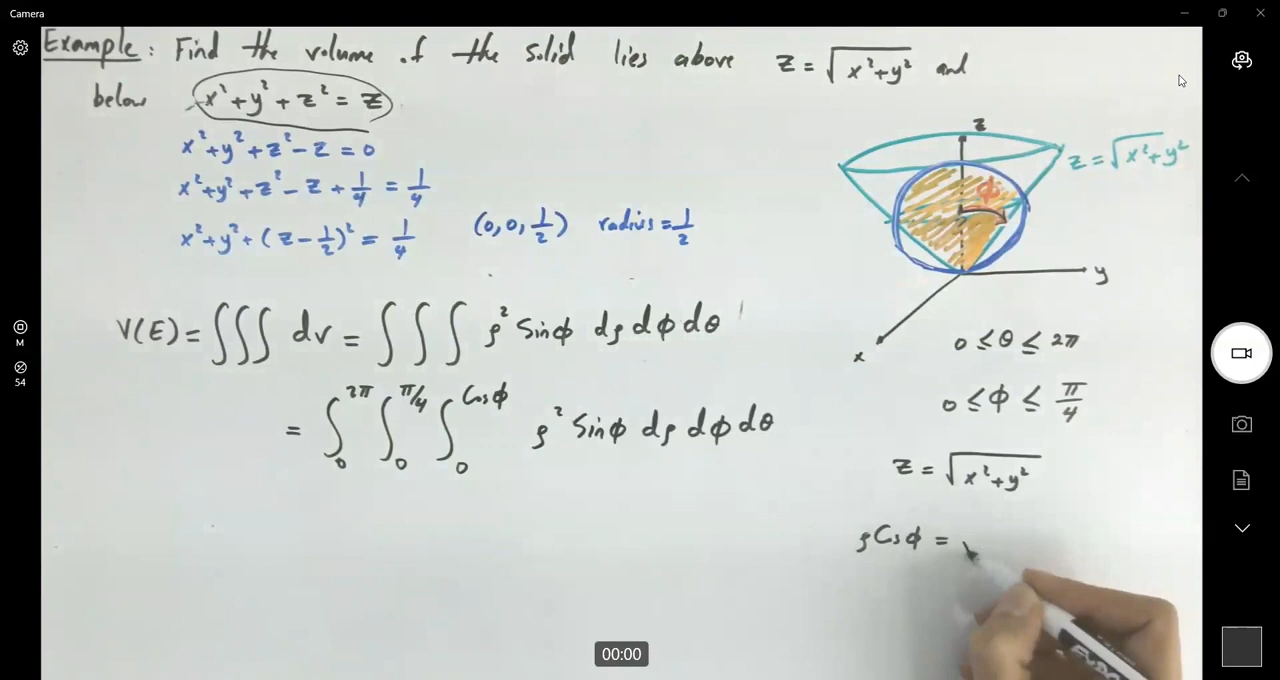 Camera
Example: Find the volume of the solid lies above z = √(x²+y²) and
below x²+y²+z² = z
x²+y²+z²-z = 0
x²+y²+z²-z+1/4 = 1/4
x²+y²+(z-1/2)² = 1/4 (0,0,1/2) radius = 1/2
z
z = √(x²+y²)
ϕ
y
x
V(E) = ∭ dv = ∫∫∫ ρ² Sinϕ dρ dϕ dθ
= ∫₀^2π ∫₀^π/4 ∫₀^Cosϕ ρ² Sinϕ dρ dϕ dθ
0 ≤ θ ≤ 2π
0 ≤ ϕ ≤ π/4
z = √(x²+y²)
ρCosϕ =
M
54
00:00